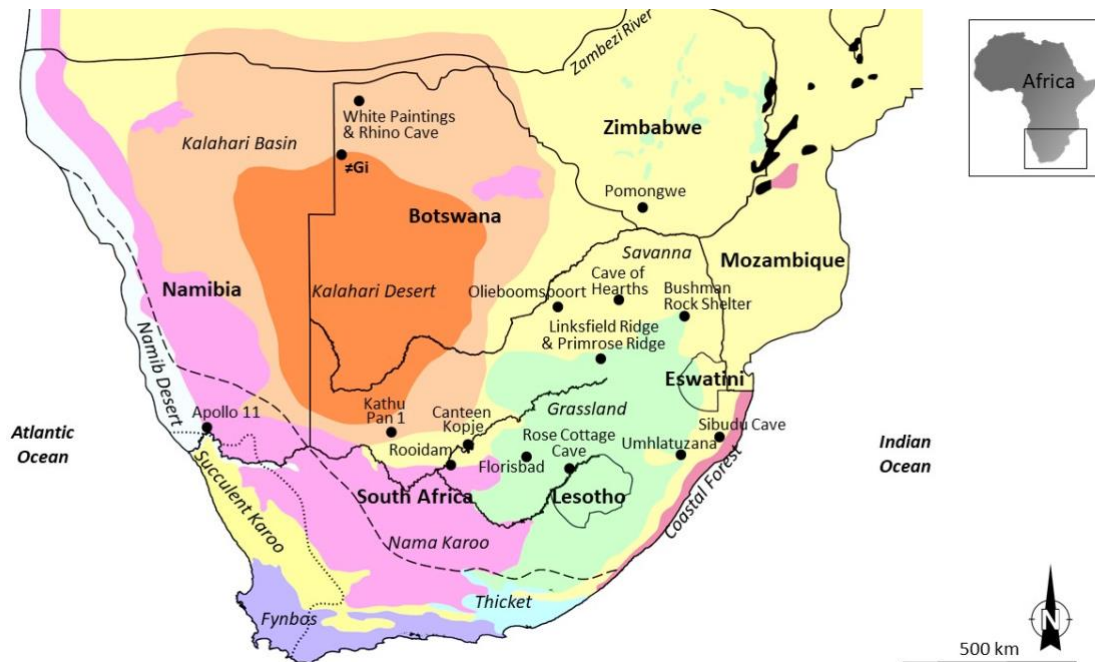 Zambezi River
Africa
White Paintings
& Rhino Cave
Zimbabwe
Kalahari Basin
≠Gi
Pomongwe
Botswana
Savanna
Mozambique
Namibia
Kalahari Desert
Olieboomspoort
Cave of
Hearths
Bushman
Rock Shelter
Linksfield Ridge
& Primrose Ridge
Namib Desert
Eswatini
Apollo 11
Kathu
Pan 1
Canteen
Kopje
Grassland
Sibudu Cave
Atlantic
Ocean
Rooidam
Rose Cottage
Cave
Umhlatuzana
Indian
Ocean
Florisbad
Succulent Karoo
South Africa
Lesotho
Coastal Forest
Nama Karoo
Thicket
Fynbos
N
500 km